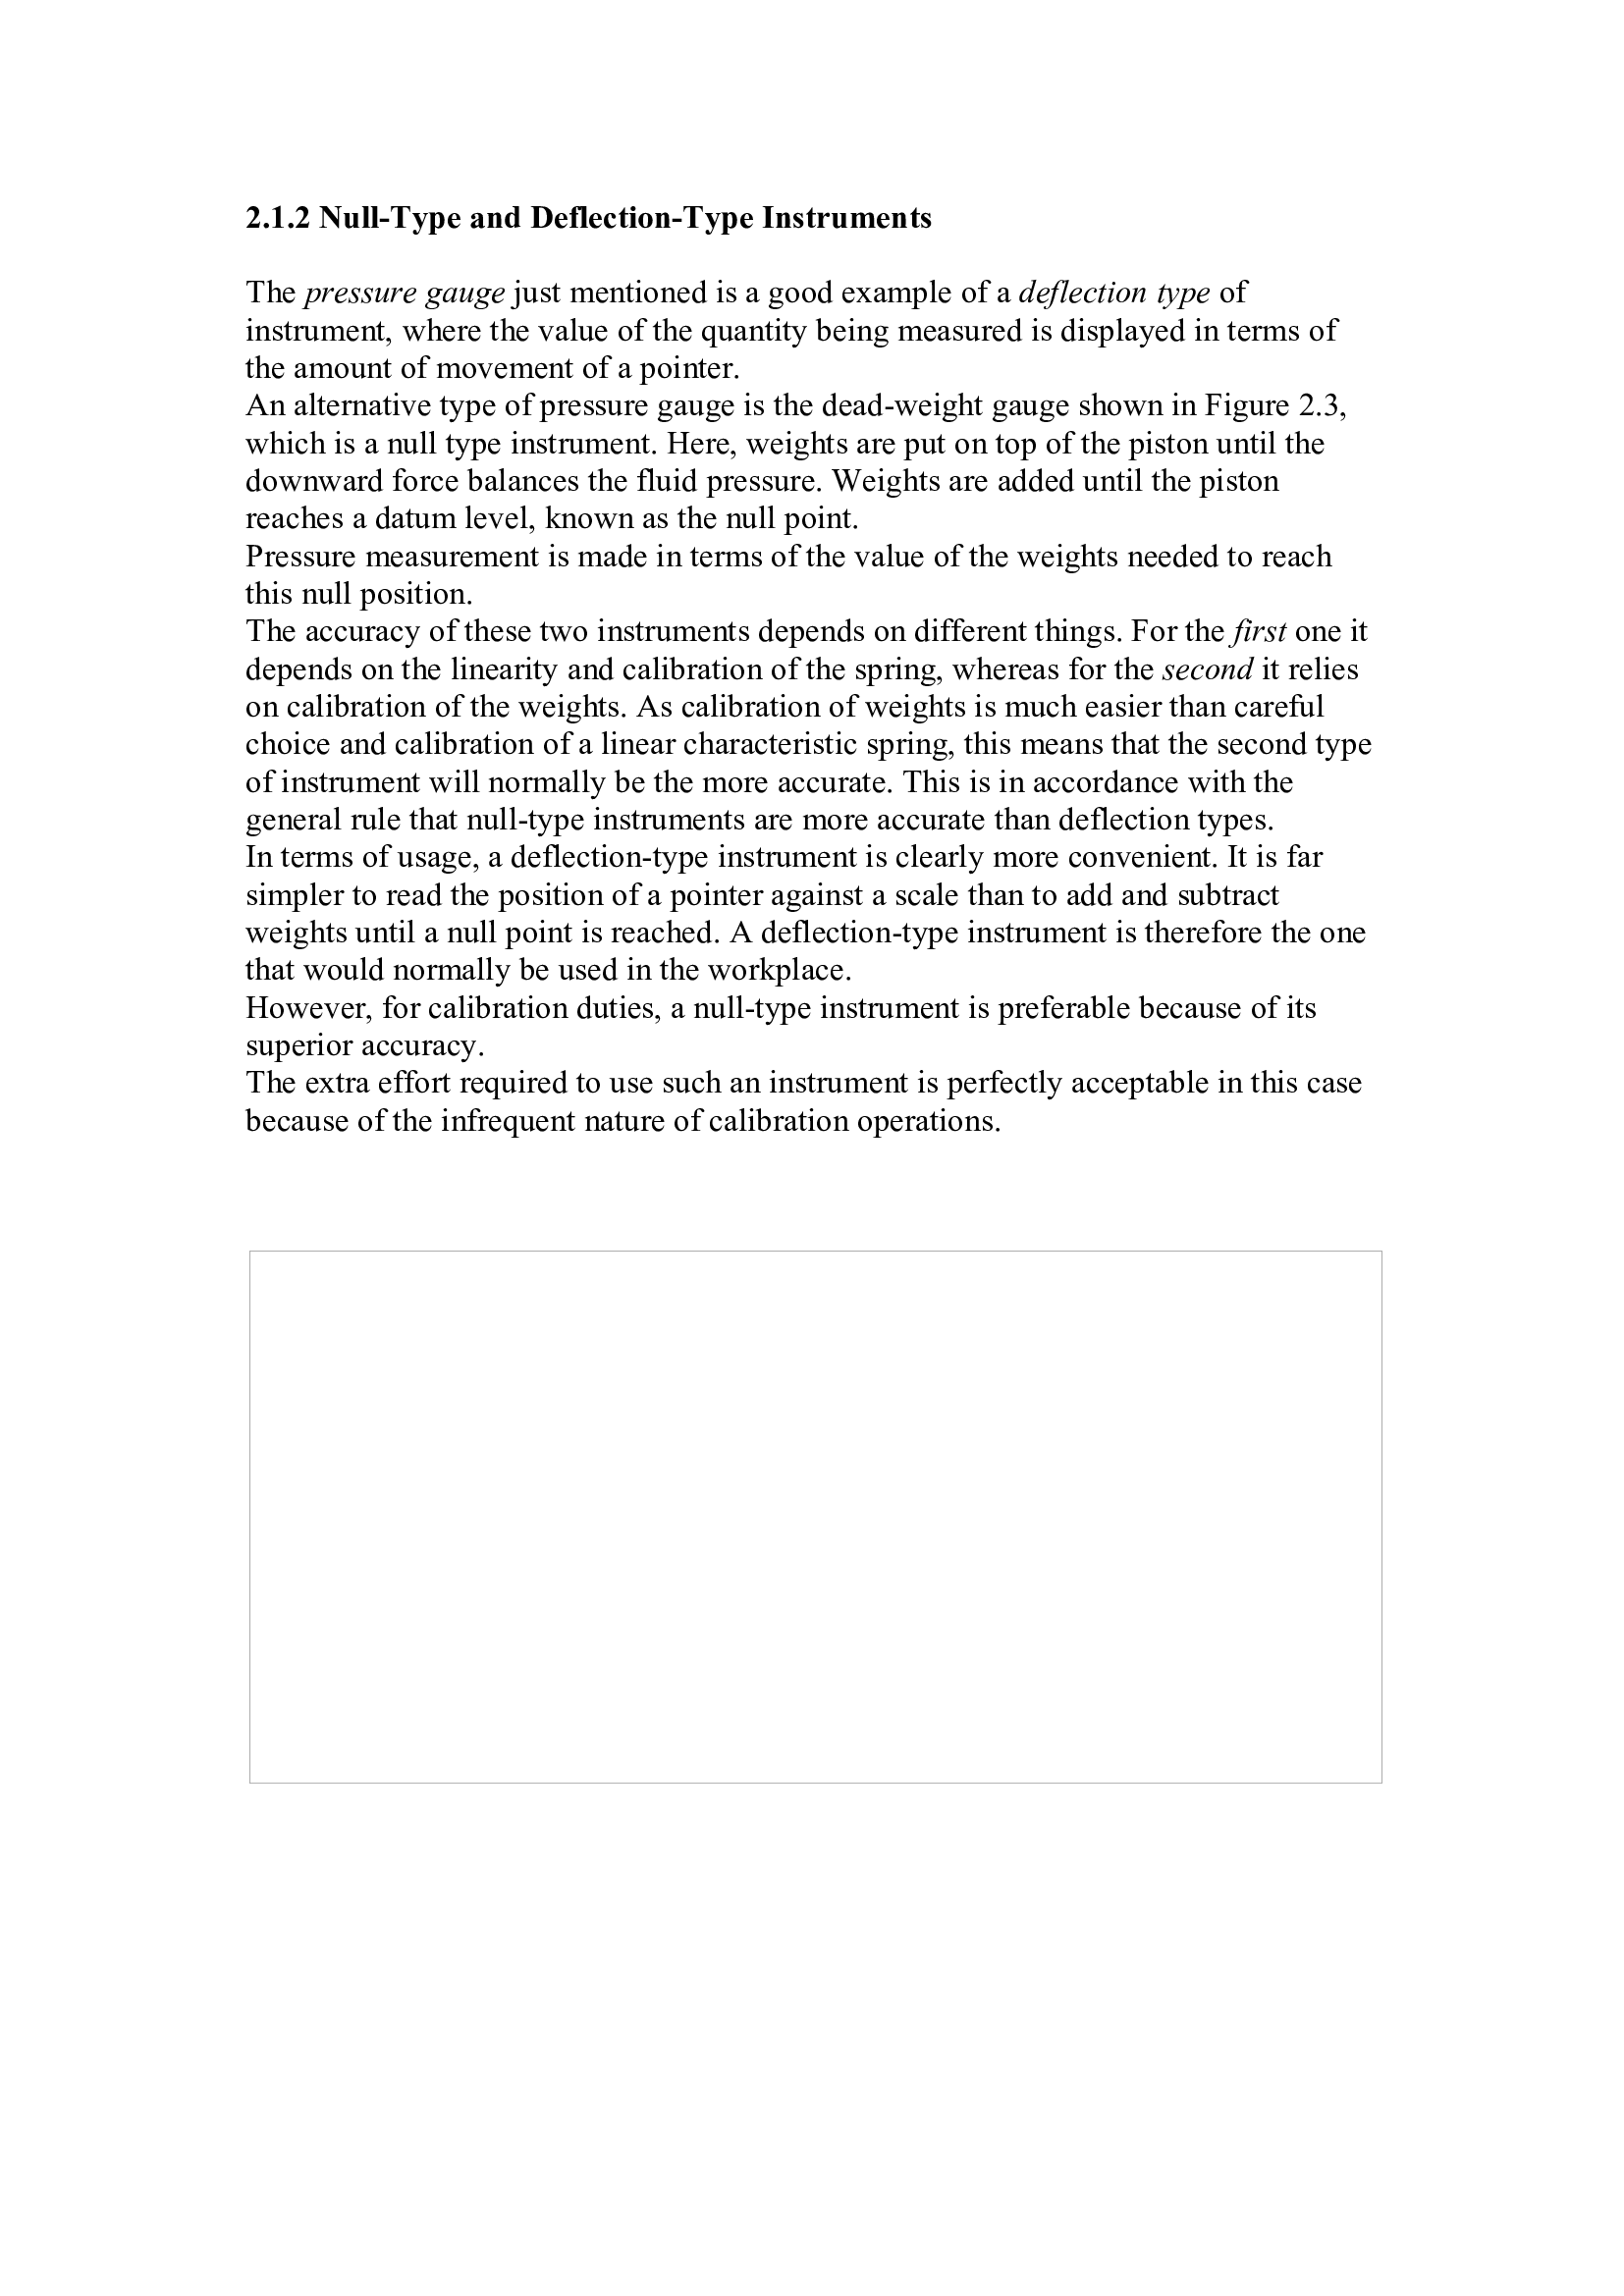 2.1.2 Null-Type and Deflection-Type Instruments
The pressure gauge just mentioned is a good example of a deflection type of
instrument, where the value of the quantity being measured is displayed in terms of
the amount of movement of a pointer.
An alternative type of pressure gauge is the dead-weight gauge shown in Figure 2.3,
which is a null type instrument. Here, weights are put on top of the piston until the
downward force balances the fluid pressure. Weights are added until the piston
reaches a datum level, known as the null point.
Pressure measurement is made in terms of the value of the weights needed to reach
this null position.
The accuracy of these two instruments depends on different things. For the first one it
depends on the linearity and calibration of the spring, whereas for the second it relies
on calibration of the weights. As calibration of weights is much easier than careful
choice and calibration of a linear characteristic spring, this means that the second type
of instrument will normally be the more accurate. This is in accordance with the
general rule that null-type instruments are more accurate than deflection types.
In terms of usage, a deflection-type instrument is clearly more convenient. It is far
simpler to read the position of a pointer against a scale than to add and subtract
weights until a null point is reached. A deflection-type instrument is therefore the one
that would normally be used in the workplace.
However, for calibration duties, a null-type instrument is preferable because of its
superior accuracy.
The extra effort required to use such an instrument is perfectly acceptable in this case
because of the infrequent nature of calibration operations.